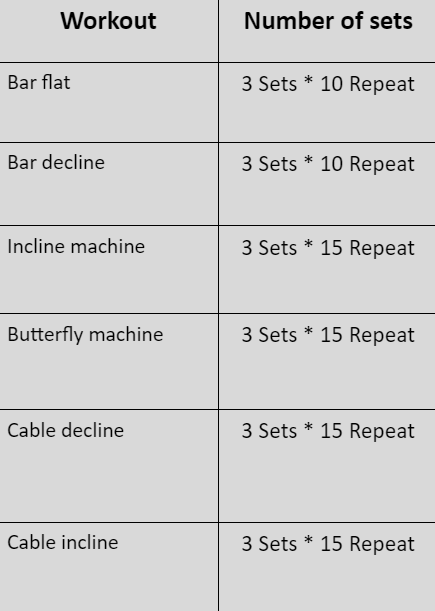 Workout Number of sets
Bar flat 3 Sets * 10 Repeat
Bar decline 3 Sets * 10 Repeat
Incline machine 3 Sets * 15 Repeat
Butterfly machine 3 Sets * 15 Repeat
Cable decline 3 Sets * 15 Repeat
Cable incline 3 Sets * 15 Repeat